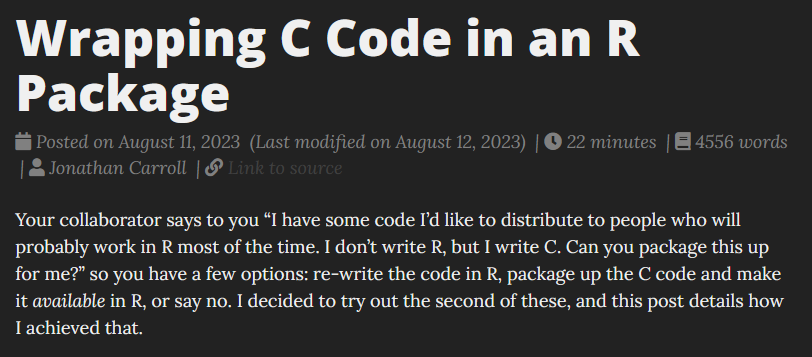 Wrapping C Code in an R
Package
Posted on August 11, 2023 (Last modified on August 12, 2023) | 22 minutes | 4556 words
| Jonathan Carroll | Link to source
Your collaborator says to you “I have some code I’d like to distribute to people who will
probably work in R most of the time. I don’t write R, but I write C. Can you package this up
for me?” so you have a few options: re-write the code in R, package up the C code and make
it available in R, or say no. I decided to try out the second of these, and this post details how
I achieved that.